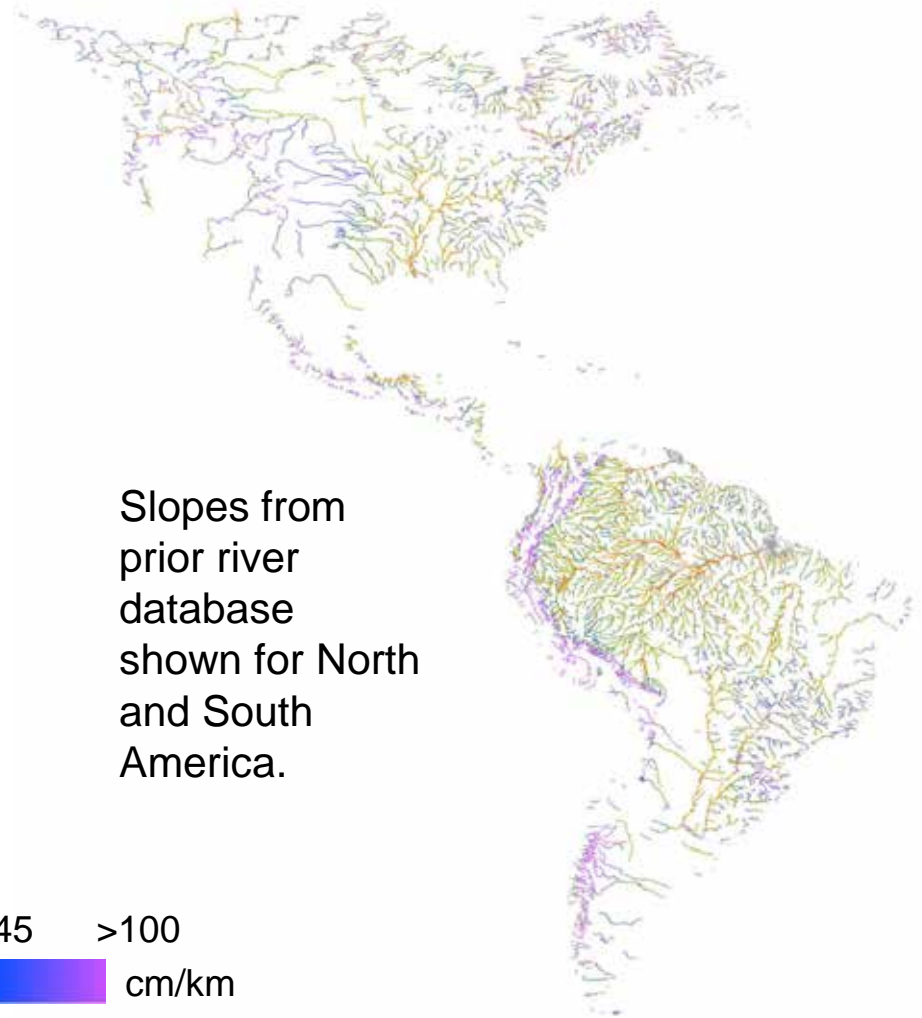 Slopes from
prior river
database
shown for North
and South
America.
45 >100
cm/km